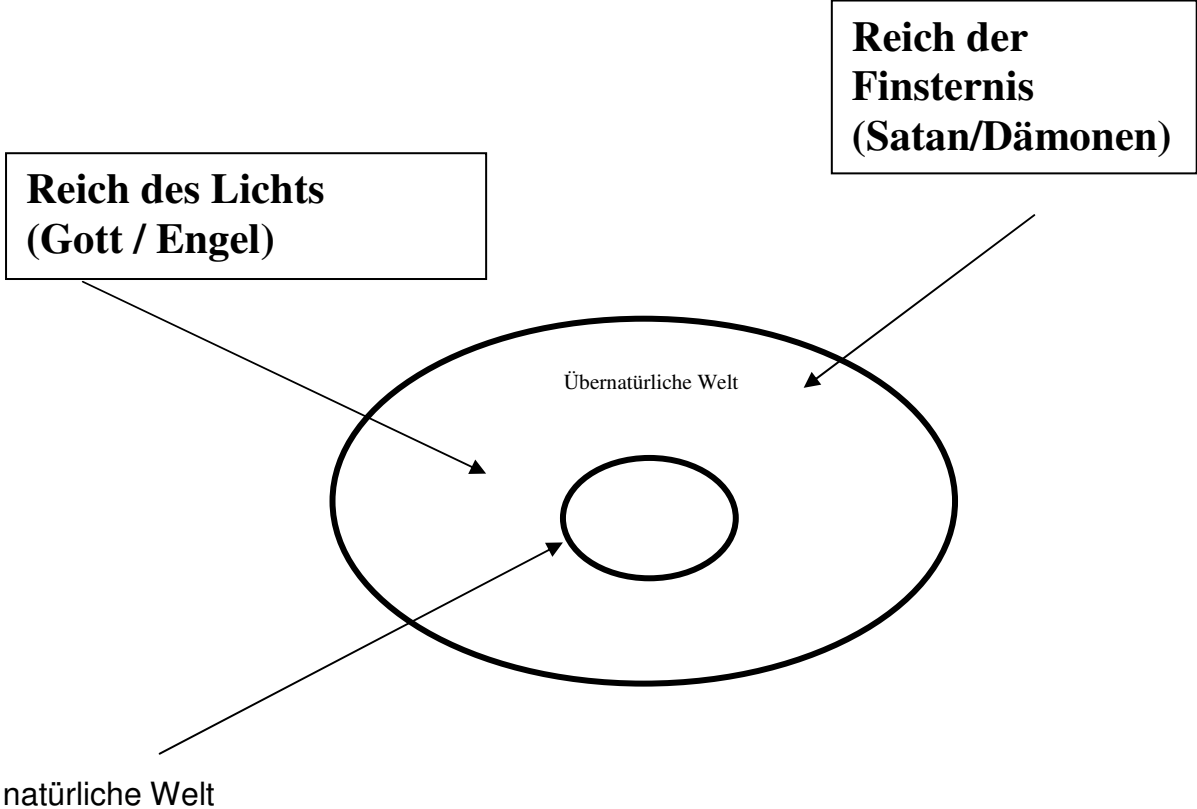 Reich der
Finsternis
(Satan/Dämonen)
Reich des Lichts
(Gott / Engel)
Übernatürliche Welt
natürliche Welt